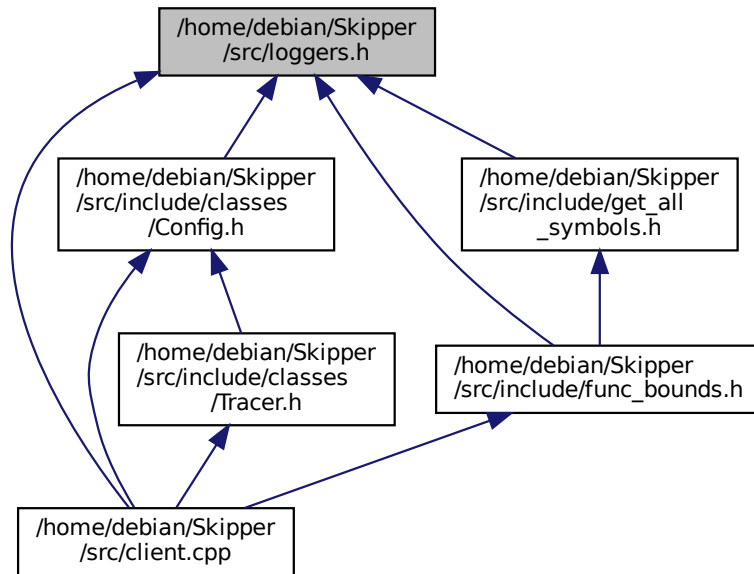 /home/debian/Skipper
/src/loggers.h
/home/debian/Skipper
/src/include/classes
/Config.h
/home/debian/Skipper
/src/include/get_all
_symbols.h
/home/debian/Skipper
/src/include/classes
/Tracer.h
/home/debian/Skipper
/src/include/func_bounds.h
/home/debian/Skipper
/src/client.cpp